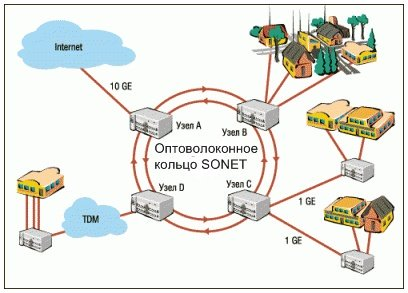 Internet
10 GE
Узел A
Узел B
Оптоволоконное
кольцо SONET
Узел D
Узел C
TDM
1 GE
1 GE